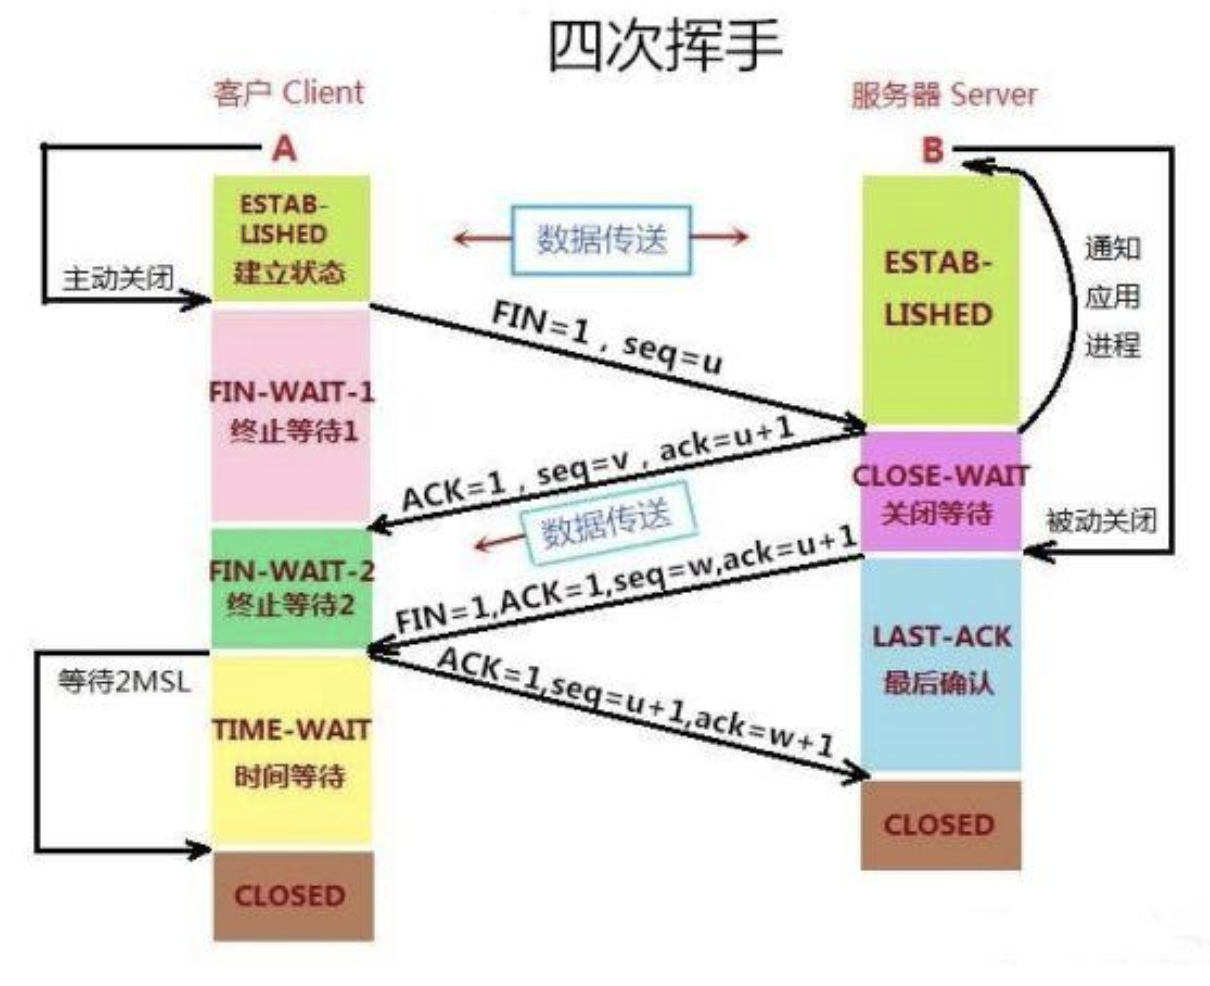 四次挥手
客户 Client
服务器 Server
A
B
ESTAB-
LISHED
建立状态
数据传送
ESTAB-
LISHED
通知
应用
进程
主动关闭
FIN=1，seq=u
FIN-WAIT-1
终止等待1
ACK=1，seq=v，ack=u+1
CLOSE-WAIT
关闭等待
被动关闭
数据传送
FIN-WAIT-2
终止等待2
FIN=1,ACK=1,seq=w,ack=u+1
LAST-ACK
最后确认
等待2MSL
ACK=1,seq=u+1,ack=w+1
TIME-WAIT
时间等待
CLOSED
CLOSED